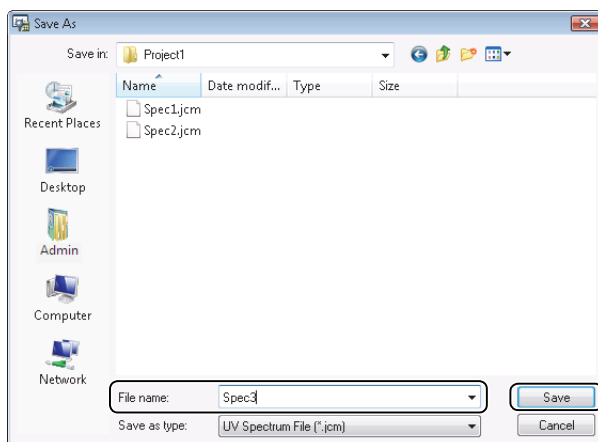 Save As
Save in:
Project1
Name
Date modif...
Type
Size
Spec1.jcm
Spec2.jcm
Recent Places
Desktop
Admin
Computer
Network
File name:
Spec3
Save
Save as type:
UV Spectrum File (*.jcm)
Cancel